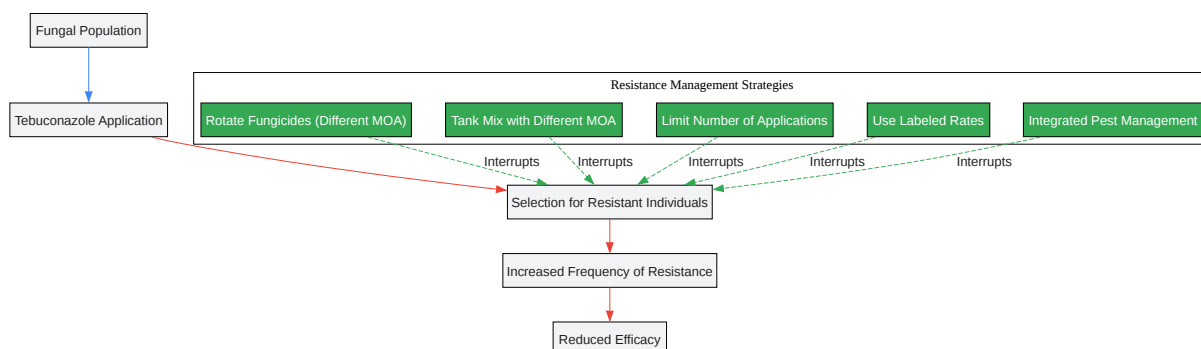 Fungal Population
Resistance Management Strategies
Tebuconazole Application
Rotate Fungicides (Different MOA)
Tank Mix with Different MOA
Limit Number of Applications
Use Labeled Rates
Integrated Pest Management
Interrupts
Interrupts
Interrupts
Interrupts
Interrupts
Selection for Resistant Individuals
Increased Frequency of Resistance
Reduced Efficacy